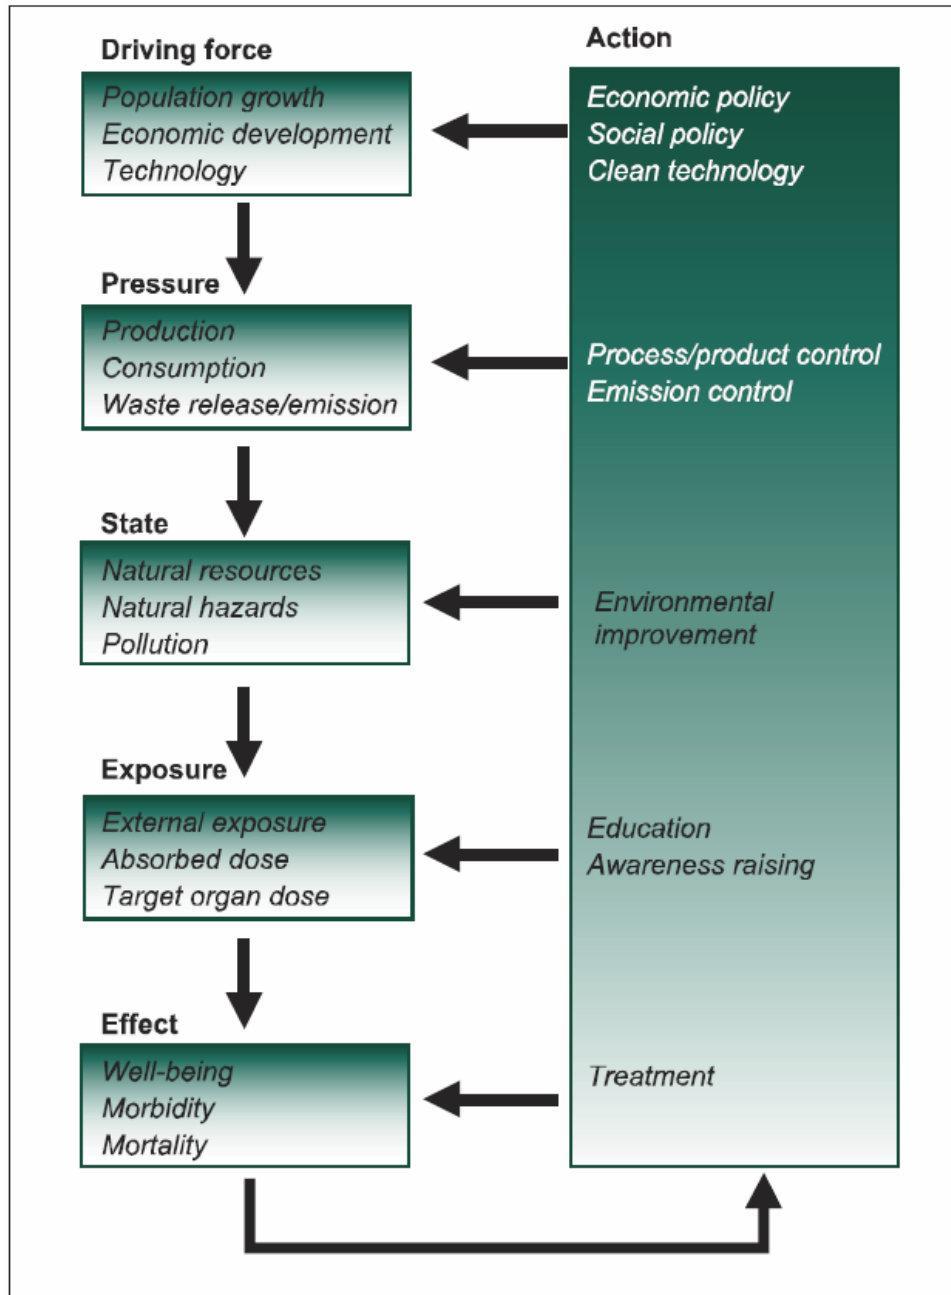 Driving force
Population growth
Economic development
Technology
Pressure
Production
Consumption
Waste release/emission
State
Natural resources
Natural hazards
Pollution
Exposure
External exposure
Absorbed dose
Target organ dose
Effect
Well-being
Morbidity
Mortality
Action
Economic policy
Social policy
Clean technology
Process/product control
Emission control
Environmental
improvement
Education
Awareness raising
Treatment